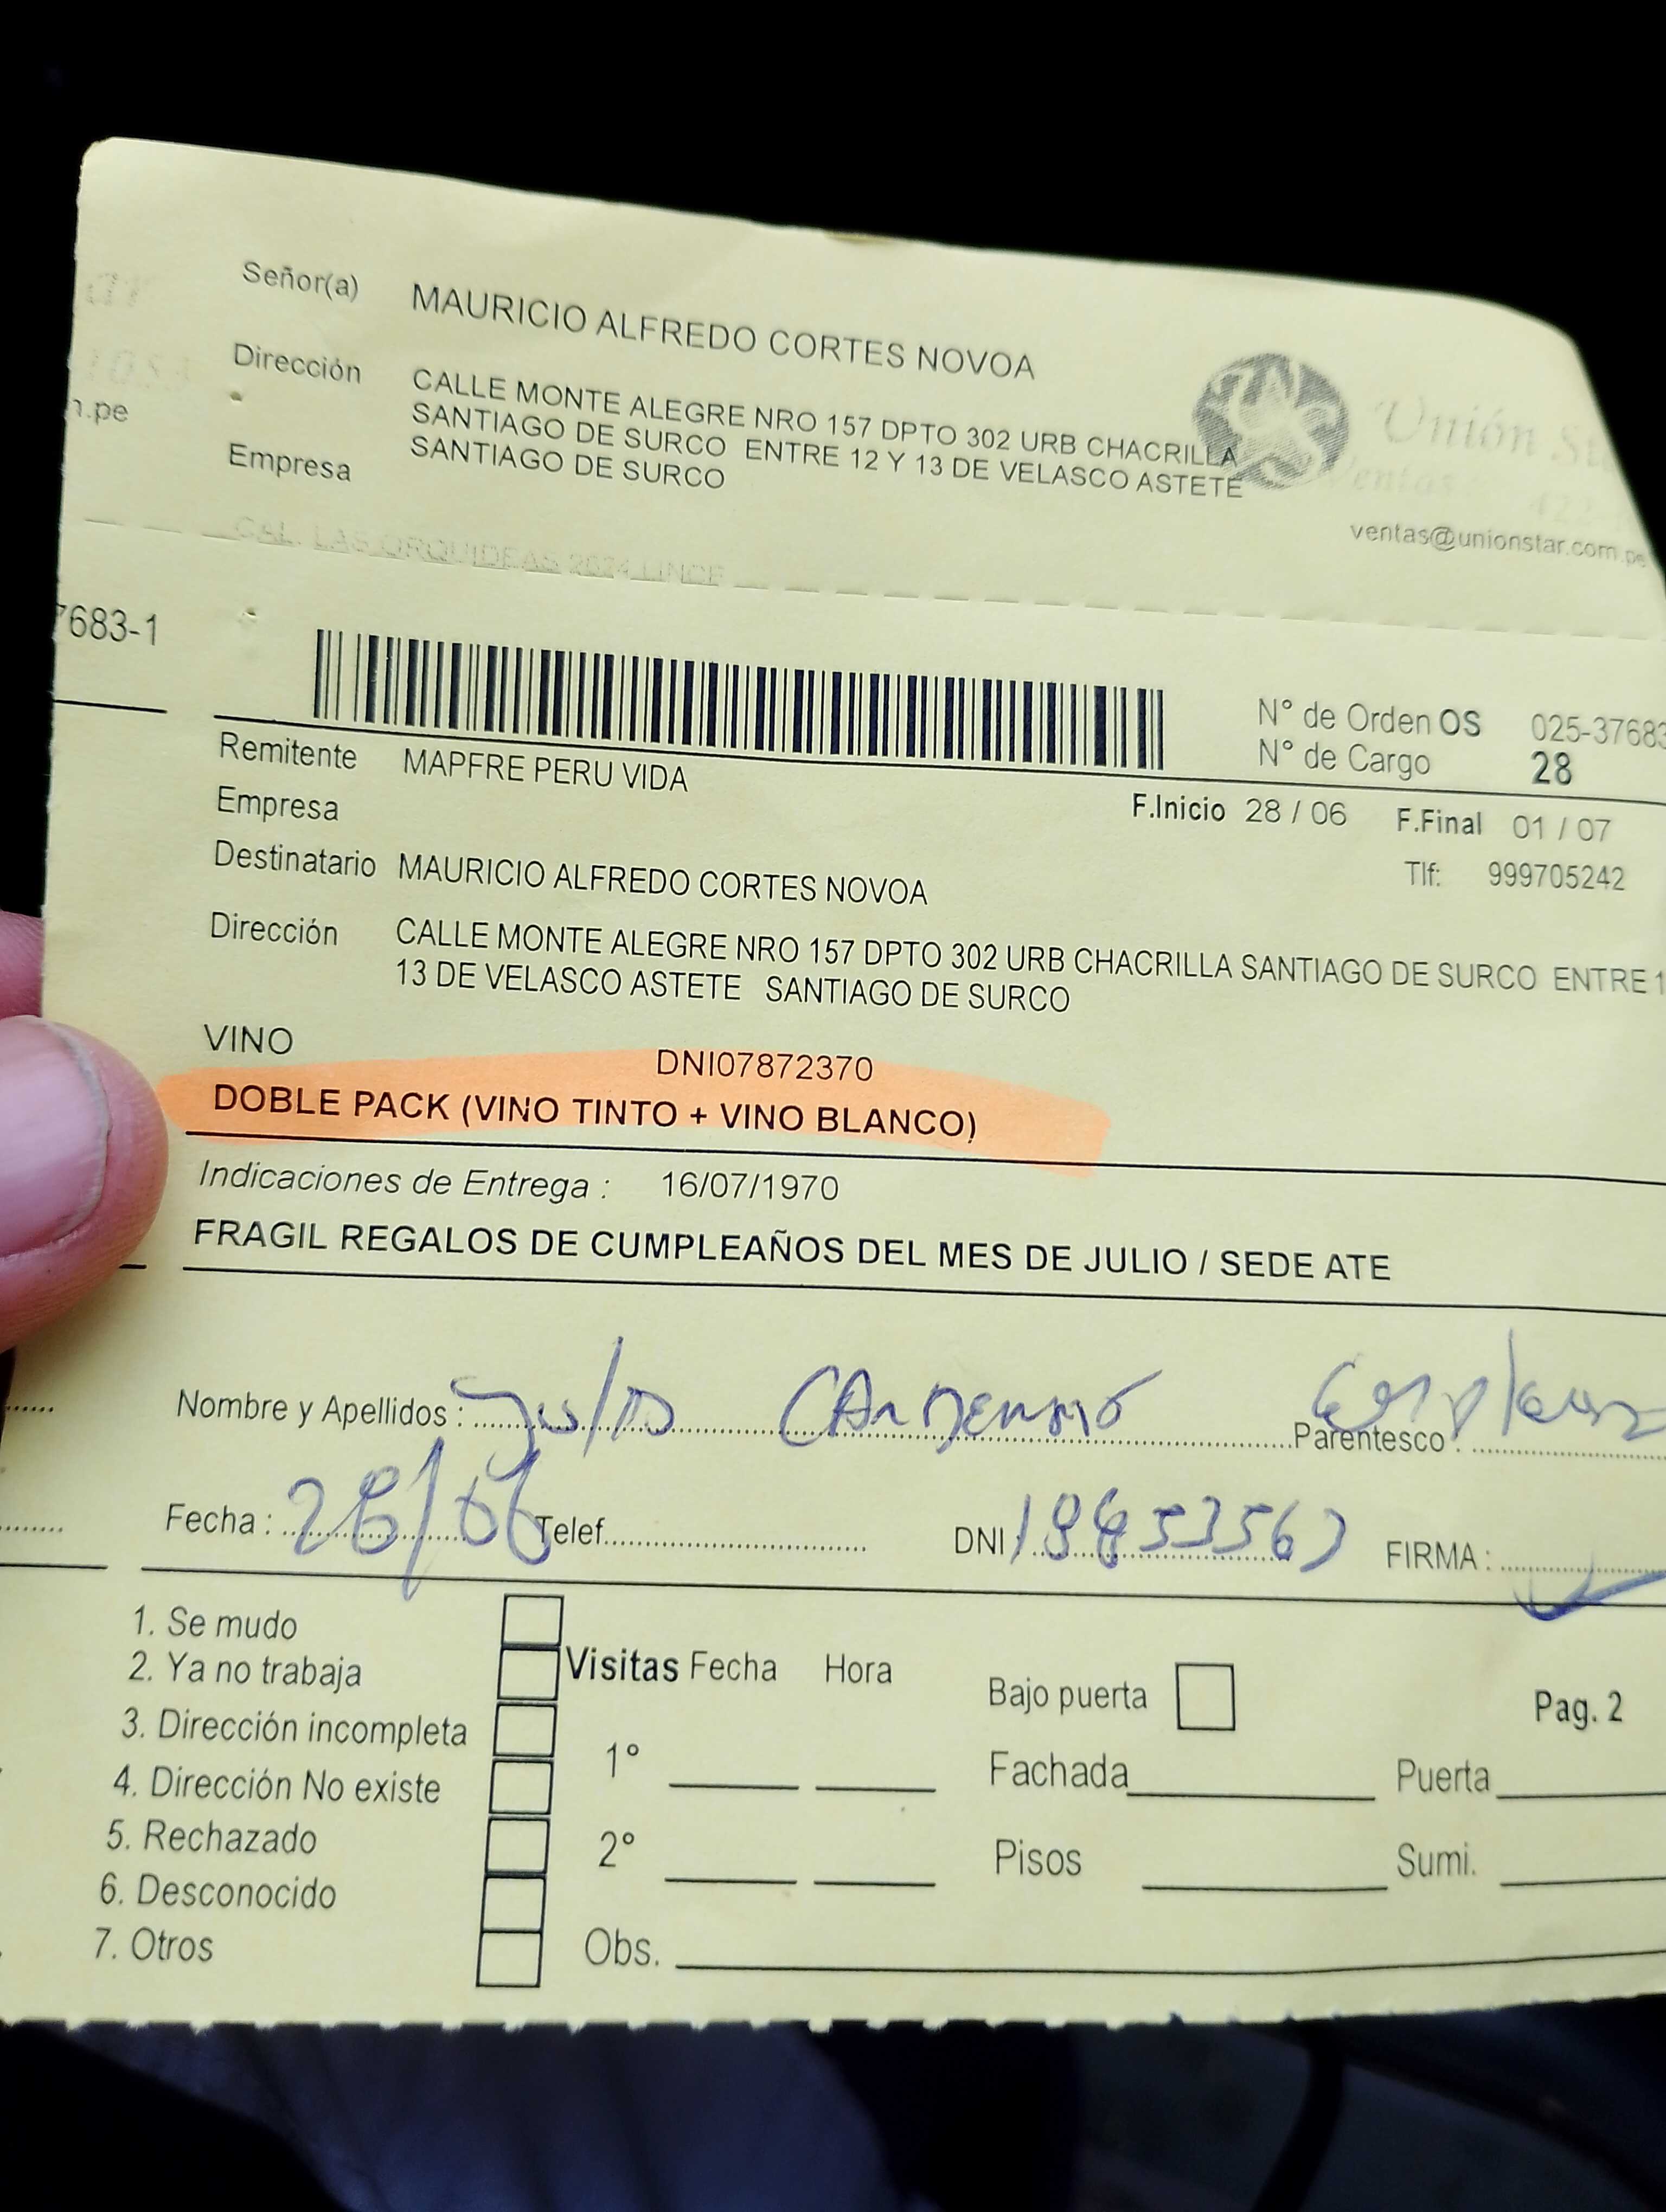 Señor(a) MAURICIO ALFREDO CORTES NOVOA
Dirección CALLE MONTE ALEGRE NRO 157 DPTO 302 URB CHACRILLA
SANTIAGO DE SURCO ENTRE 12 Y 13 DE VELASCO ASTETE
Empresa SANTIAGO DE SURCO
Unión
n.pe
ventas@unionstar.com.pe
CAL. LAS ORQUIDEAS 2624 LINCE
7683-1
N° de Orden OS 025-37683
N° de Cargo 28
Remitente MAPFRE PERU VIDA
Empresa
F.Inicio 28 / 06 F.Final 01 / 07
Destinatario MAURICIO ALFREDO CORTES NOVOA
Tlf: 999705242
Dirección CALLE MONTE ALEGRE NRO 157 DPTO 302 URB CHACRILLA SANTIAGO DE SURCO ENTRE 1
13 DE VELASCO ASTETE SANTIAGO DE SURCO
VINO DNI07872370
DOBLE PACK (VINO TINTO + VINO BLANCO)
Indicaciones de Entrega : 16/07/1970
FRAGIL REGALOS DE CUMPLEAÑOS DEL MES DE JULIO / SEDE ATE
Nombre y Apellidos : Julio Parentesco :
Fecha : 28/06 Telef. DNI : FIRMA :
1. Se mudo
2. Ya no trabaja
3. Dirección incompleta
4. Dirección No existe
5. Rechazado
6. Desconocido
7. Otros
Visitas Fecha Hora
1°
2°
Obs.
Bajo puerta Pag. 2
Fachada Puerta
Pisos Sumi.